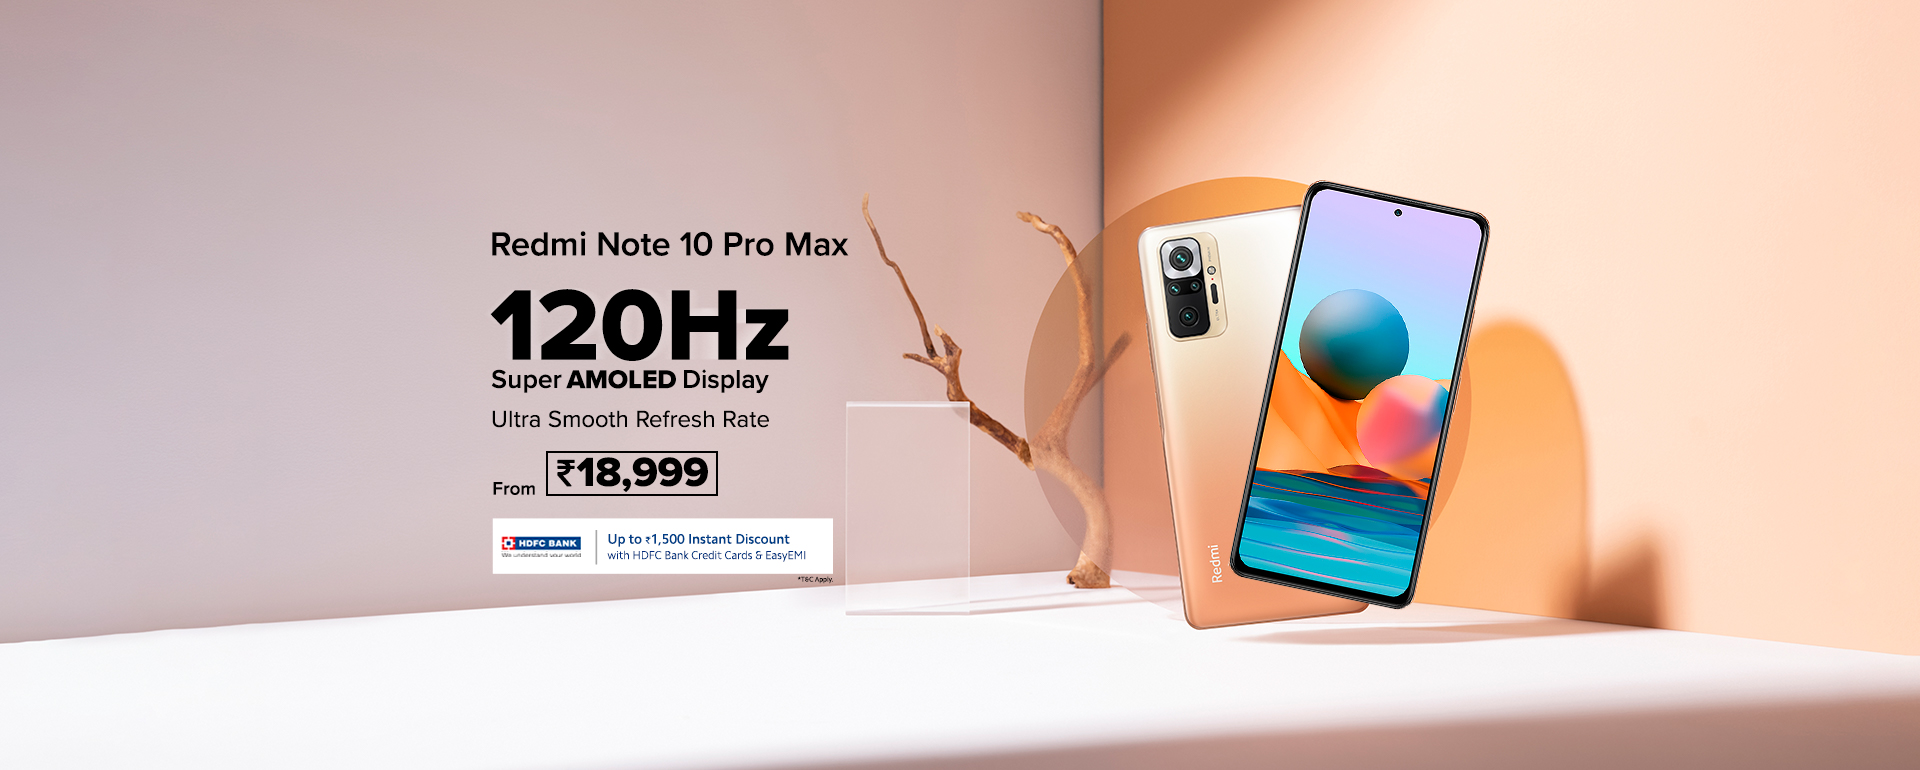 Redmi Note 10 Pro Max
120Hz
Super AMOLED Display
Ultra Smooth Refresh Rate
From ₹18,999
HDFC BANK
We understand your world
Up to ₹1,500 Instant Discount
with HDFC Bank Credit Cards & EasyEMI
*T&C Apply.
Redmi